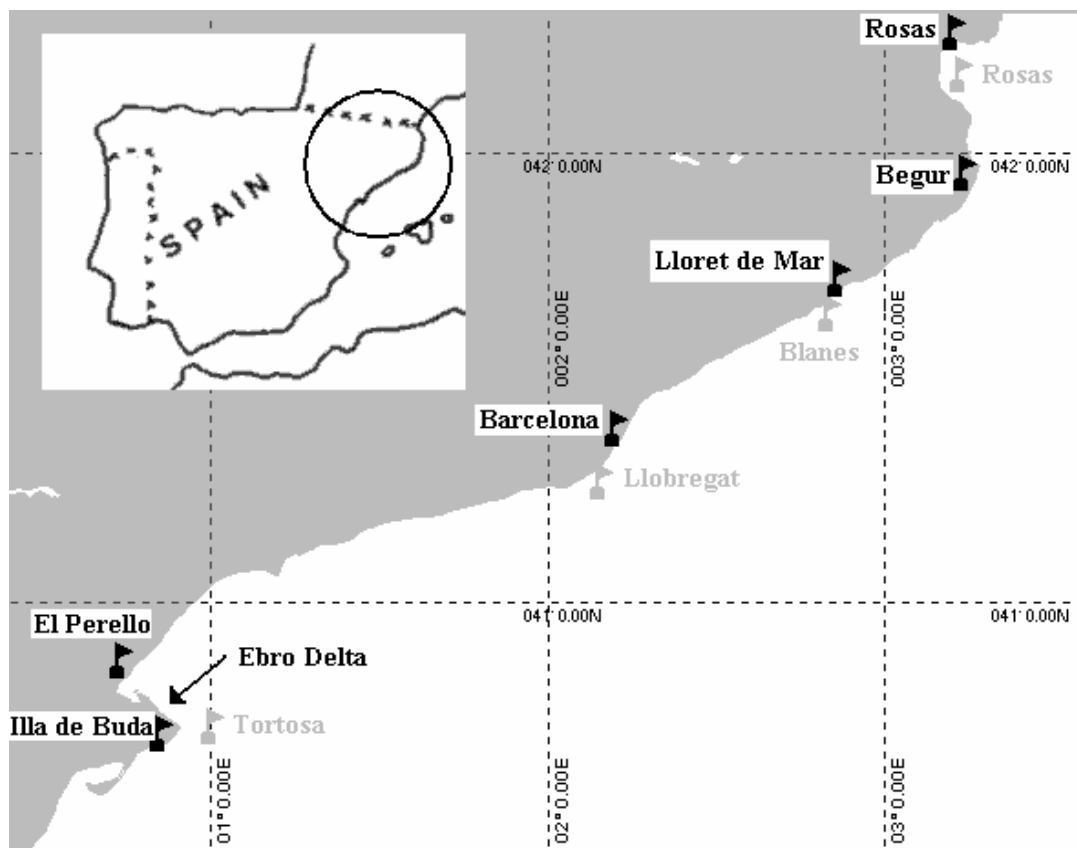 Rosas
Rosas
SPAIN
042° 0.00N
042° 0.00N
Begur
Lloret de Mar
002° 0.00E
003° 0.00E
Blanes
Barcelona
Llobregat
041° 0.00N
041° 0.00N
El Perello
Ebro Delta
Illa de Buda
Tortosa
01° 0.00E
002° 0.00E
003° 0.00E